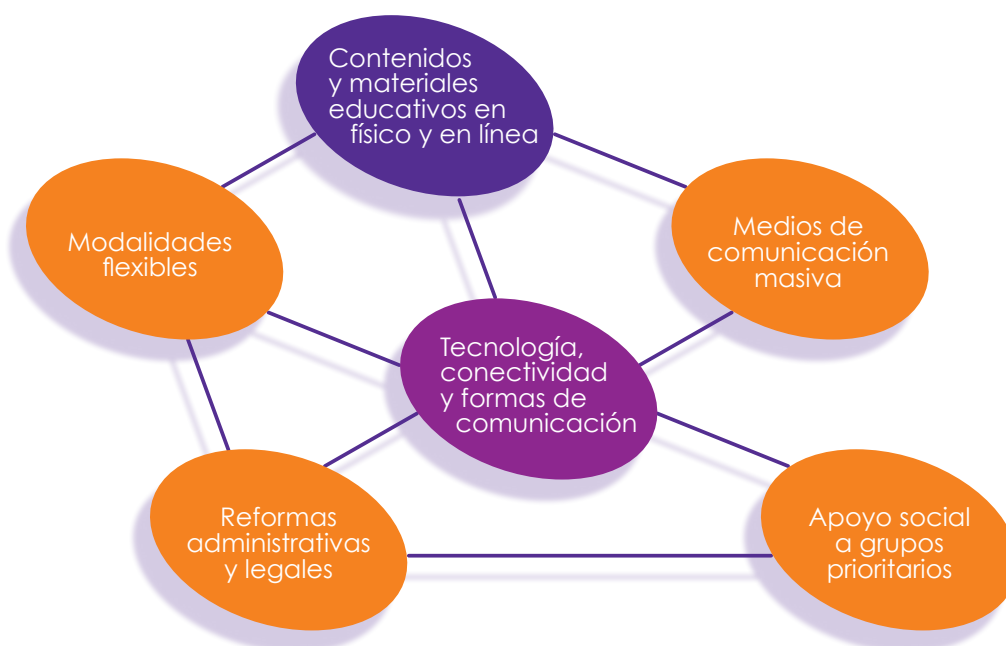 Contenidos
y materiales
educativos en
físico y en línea
Modalidades
flexibles
Medios de
comunicación
masiva
Tecnología,
conectividad
y formas de
comunicación
Reformas
administrativas
y legales
Apoyo social
a grupos
prioritarios